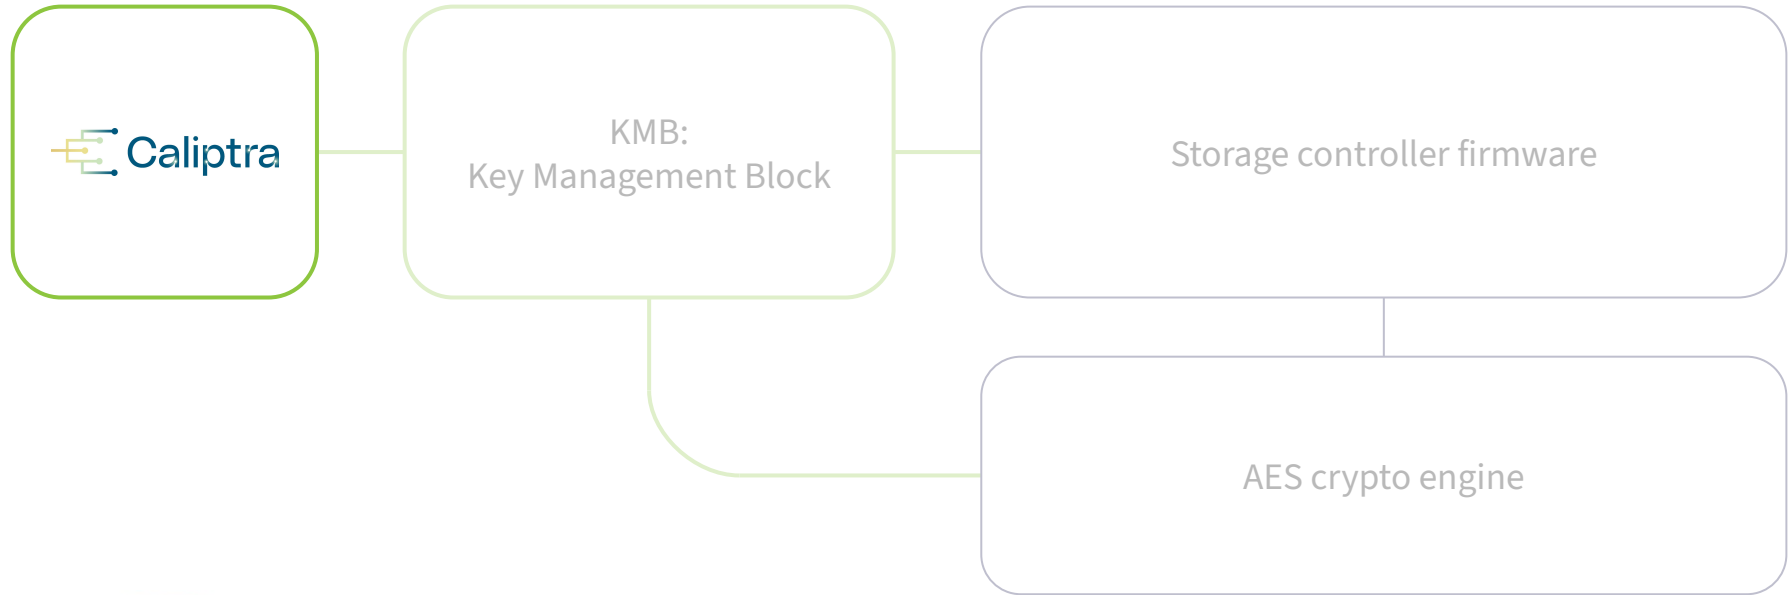 Caliptra
KMB:
Key Management Block
Storage controller firmware
AES crypto engine